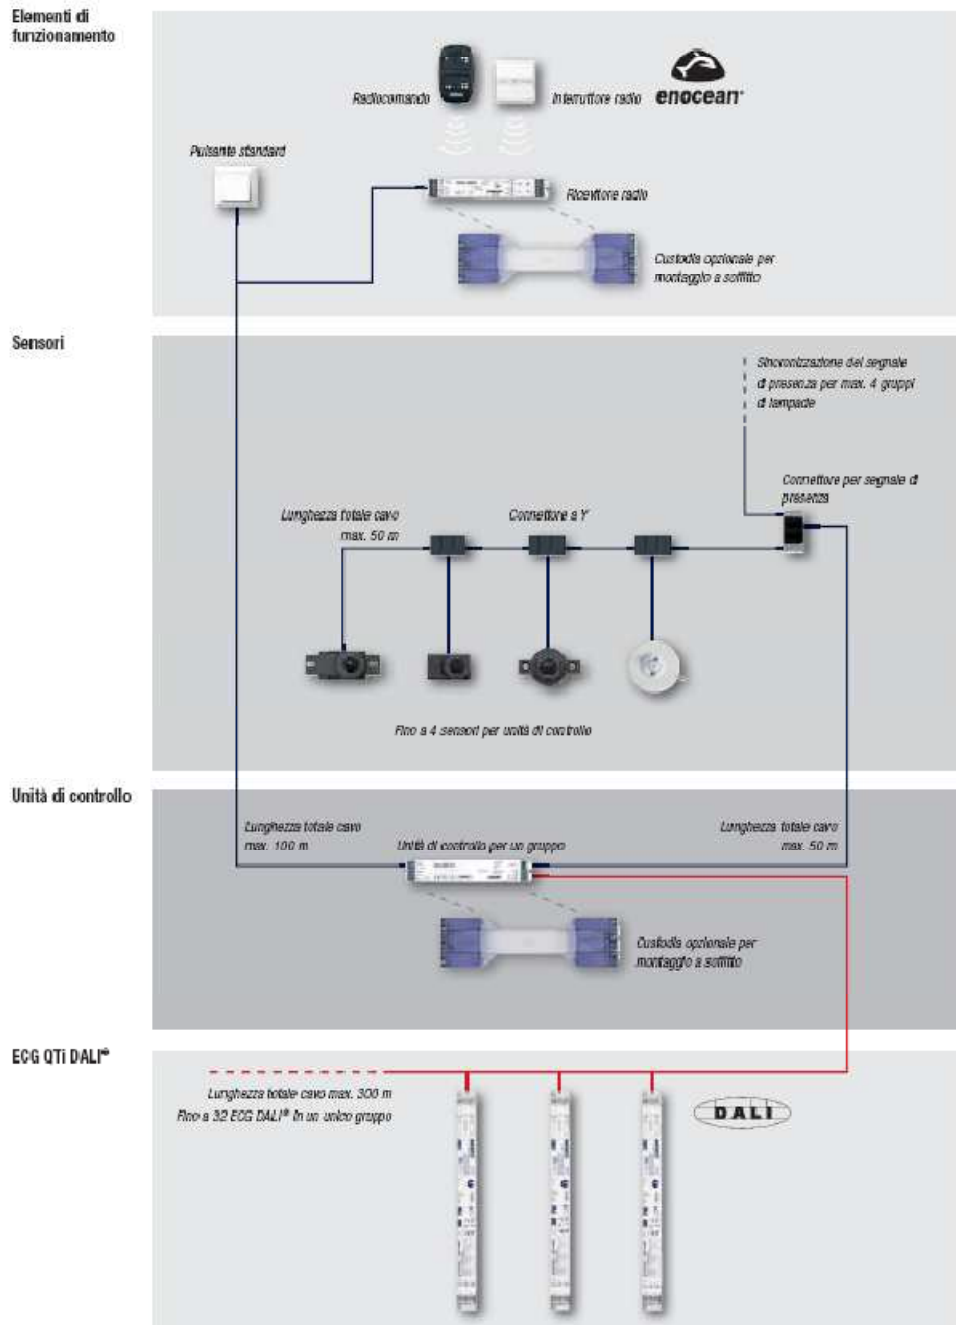 Elementi di
funzionamento
Radiocomando
Interruttore radio
enocean
Pulsante standard
Ricevitore radio
Custodia opzionale per
montaggio a soffitto
Sensori
Sincronizzazione del segnale
di presenza per max. 4 gruppi
di lampade
Connettore per segnale di
presenza
Lunghezza totale cavo
max. 50 m
Connettore a Y
Fino a 4 sensori per unità di controllo
Unità di controllo
Lunghezza totale cavo
max. 100 m
Unità di controllo per un gruppo
Lunghezza totale cavo
max. 50 m
Custodia opzionale per
montaggio a soffitto
ECG QTi DALI®
Lunghezza totale cavo max. 300 m
Fino a 32 ECG DALI® in un unico gruppo
DALI